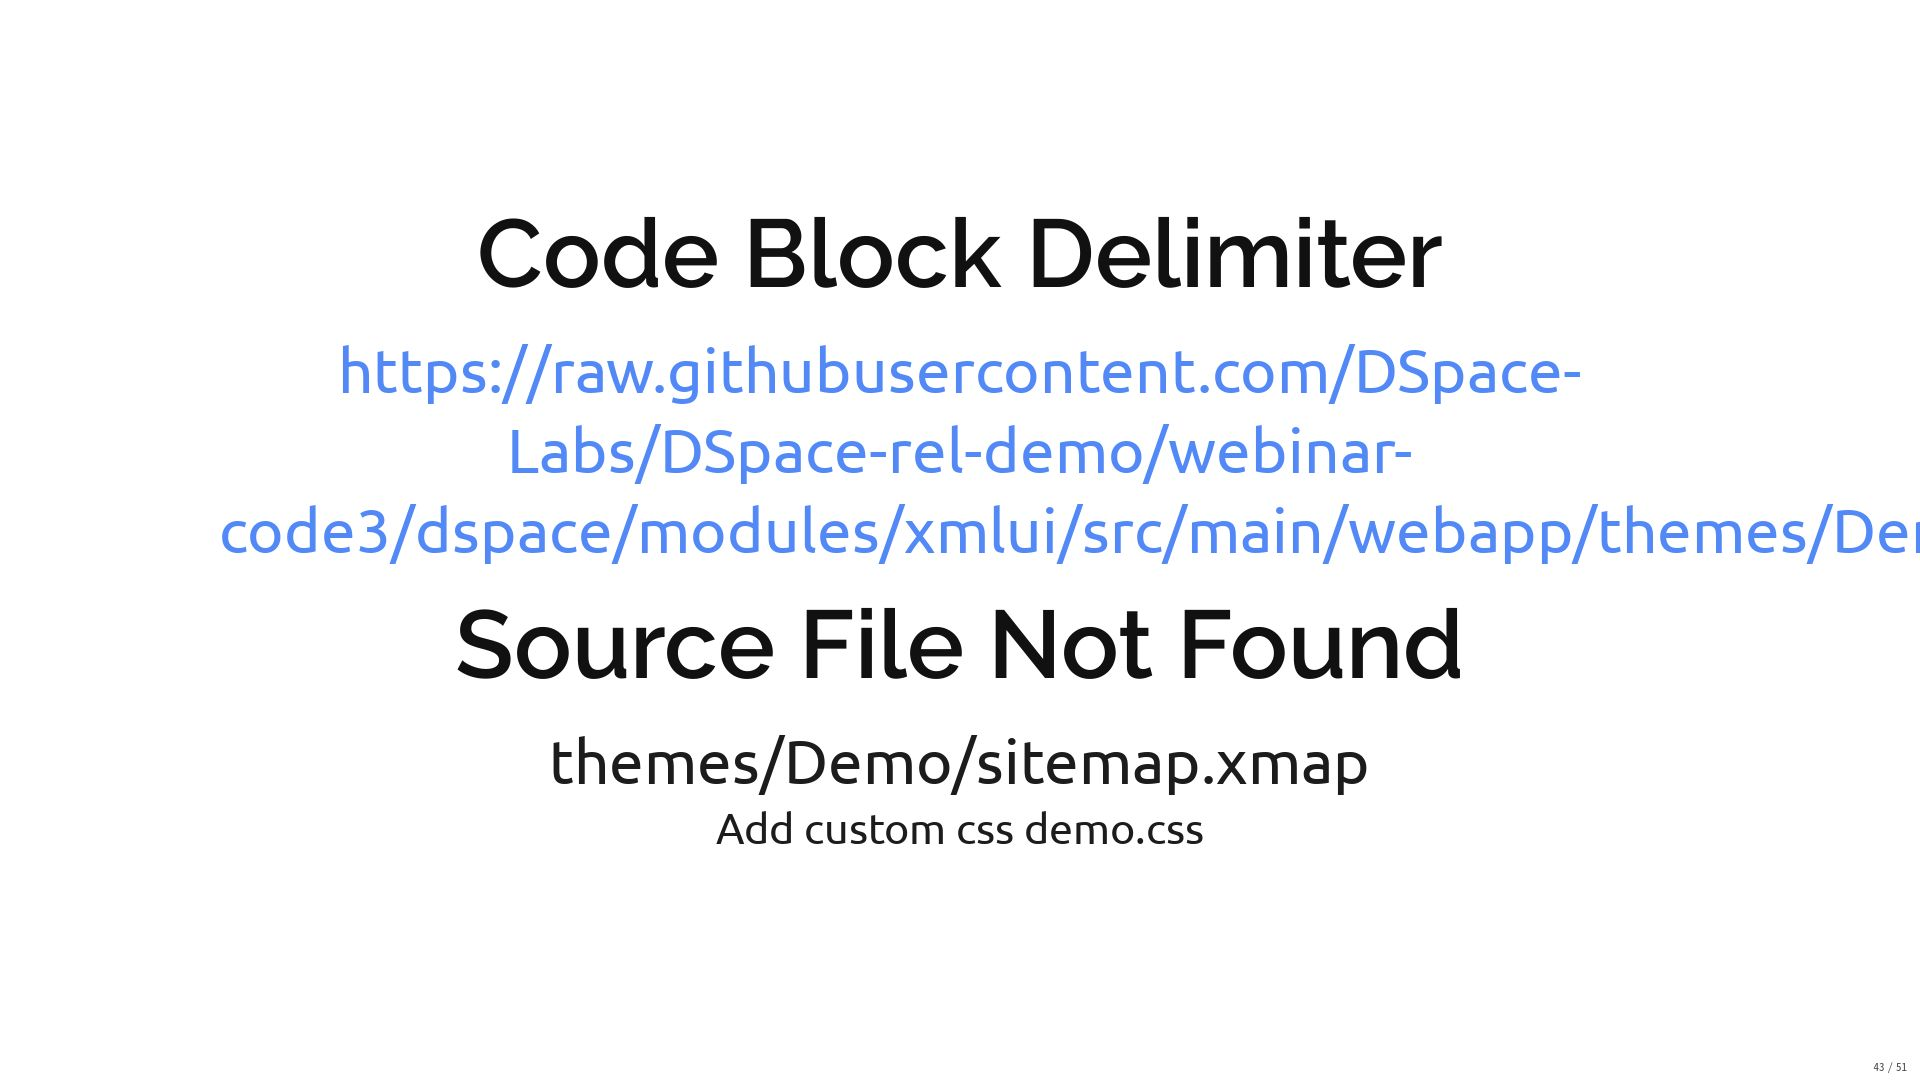 Code Block Delimiter
https://raw.githubusercontent.com/DSpace-
Labs/DSpace-rel-demo/webinar-
code3/dspace/modules/xmlui/src/main/webapp/themes/
Source File Not Found
themes/Demo/sitemap.xmap
Add custom css demo.css
43 / 51